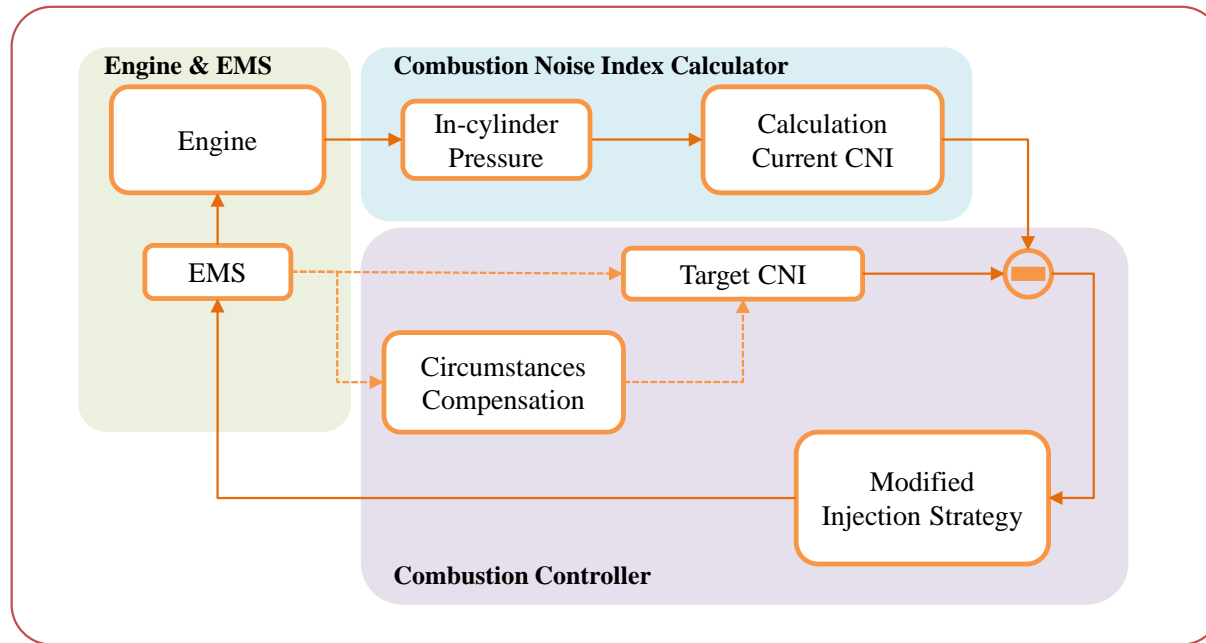 Engine & EMS
Combustion Noise Index Calculator
Engine
In-cylinder
Pressure
Calculation
Current CNI
EMS
Target CNI
Circumstances
Compensation
Modified
Injection Strategy
Combustion Controller